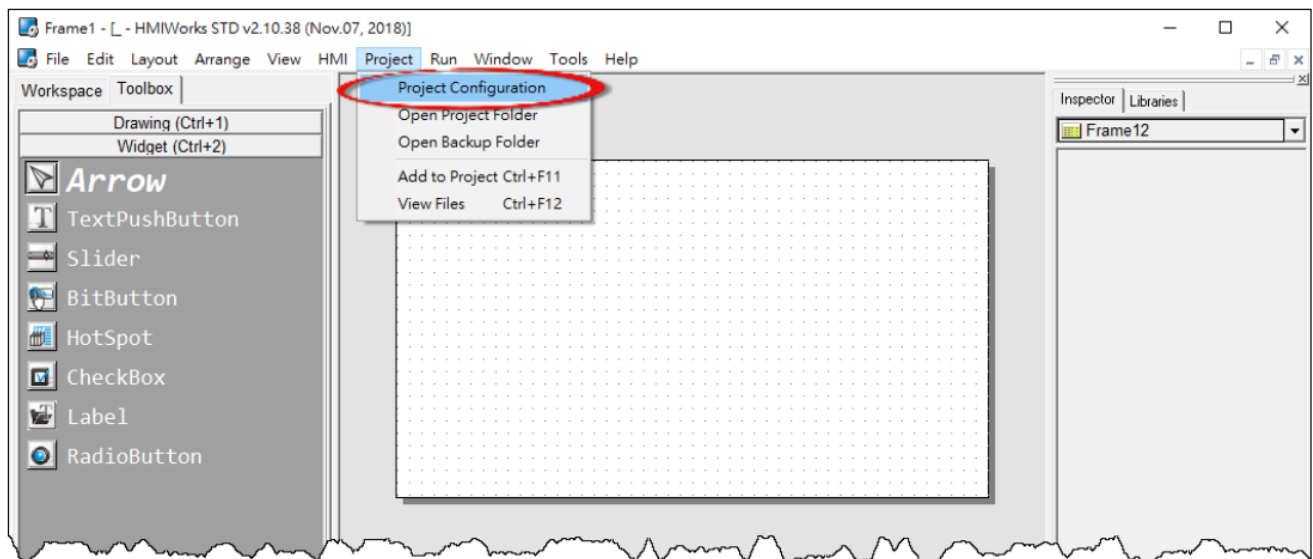 Frame1 - [_ - HMIWorks STD v2.10.38 (Nov.07, 2018)]
File Edit Layout Arrange View HMI Project Run Window Tools Help
Workspace Toolbox
Drawing (Ctrl+1)
Widget (Ctrl+2)
Arrow
TextPushButton
Slider
BitButton
HotSpot
CheckBox
Label
RadioButton
Project Configuration
Open Project Folder
Open Backup Folder
Add to Project Ctrl+F11
View Files Ctrl+F12
Inspector Libraries
Frame12